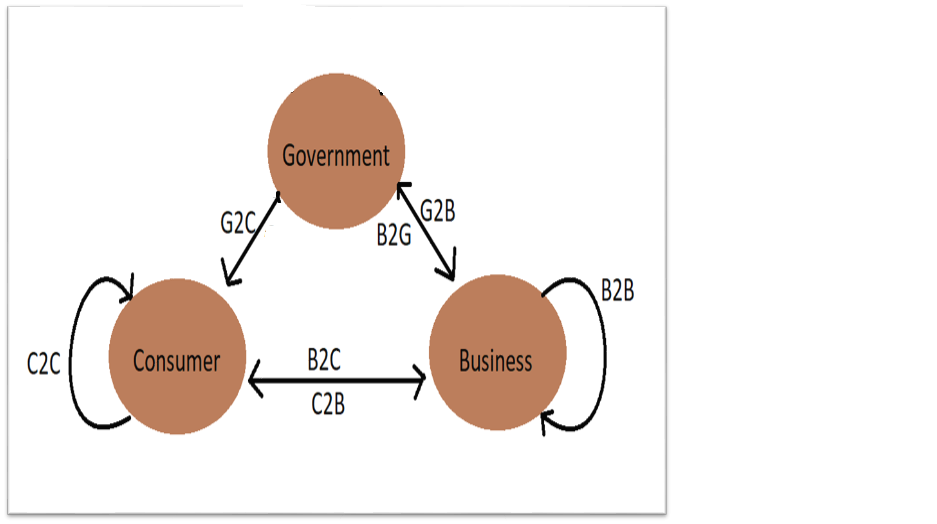 Government
G2C
G2B
B2G
B2B
C2C
Consumer
B2C
C2B
Business